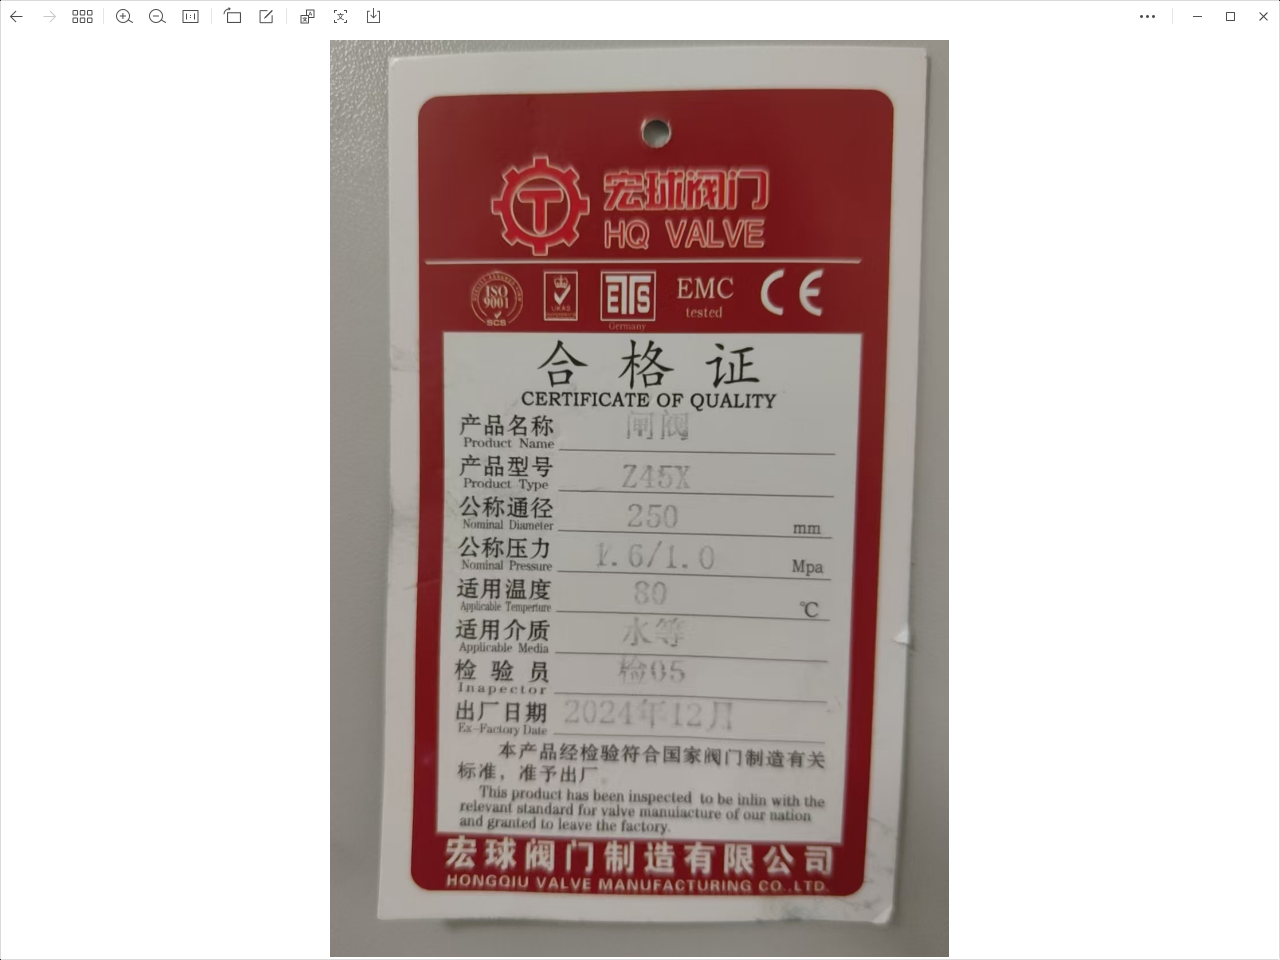 宏球阀门
HQ VALVE
ISO 9001
SCS
UKAS
ETS
Germany
EMC
tested
CE
合格证
CERTIFICATE OF QUALITY
产品名称 闸阀
Product Name
产品型号 Z45X
Product Type
公称通径 250 mm
Nominal Diameter
公称压力 1.6/1.0 Mpa
Nominal Pressure
适用温度 80 ℃
Applicable Temperture
适用介质 水等
Applicable Media
检验员 检05
Inapector
出厂日期 2024年12月
Ex-Factory Date
本产品经检验符合国家阀门制造有关
标准，准予出厂。
This product has been inspected to be inlin with the
relevant standard for valve manuiacture of our nation
and granted to leave the factory.
宏球阀门制造有限公司
HONGQIU VALVE MANUFACTURING CO.,LTD.